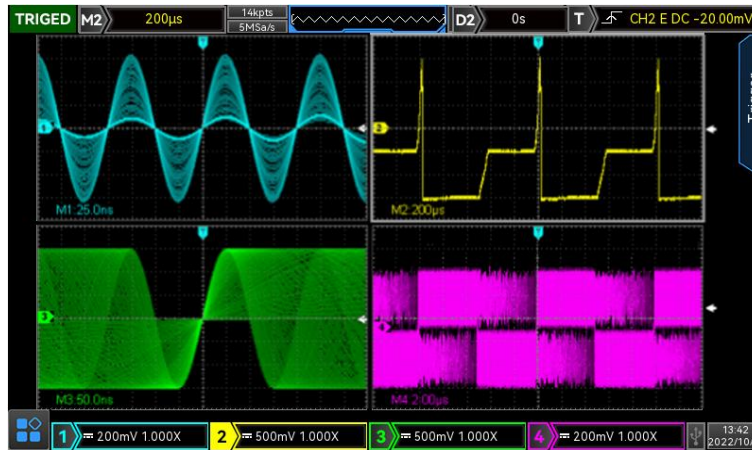 TRIGED M2 200μs 14kpts 5MSa/s D2 0s T CH2 E DC -20.00mV
M1:25.0ns
M2:200μs
M3:50.0ns
M4:2.00μs
1 200mV 1.000X 2 500mV 1.000X 3 500mV 1.000X 4 200mV 1.000X 13:42
2022/10/